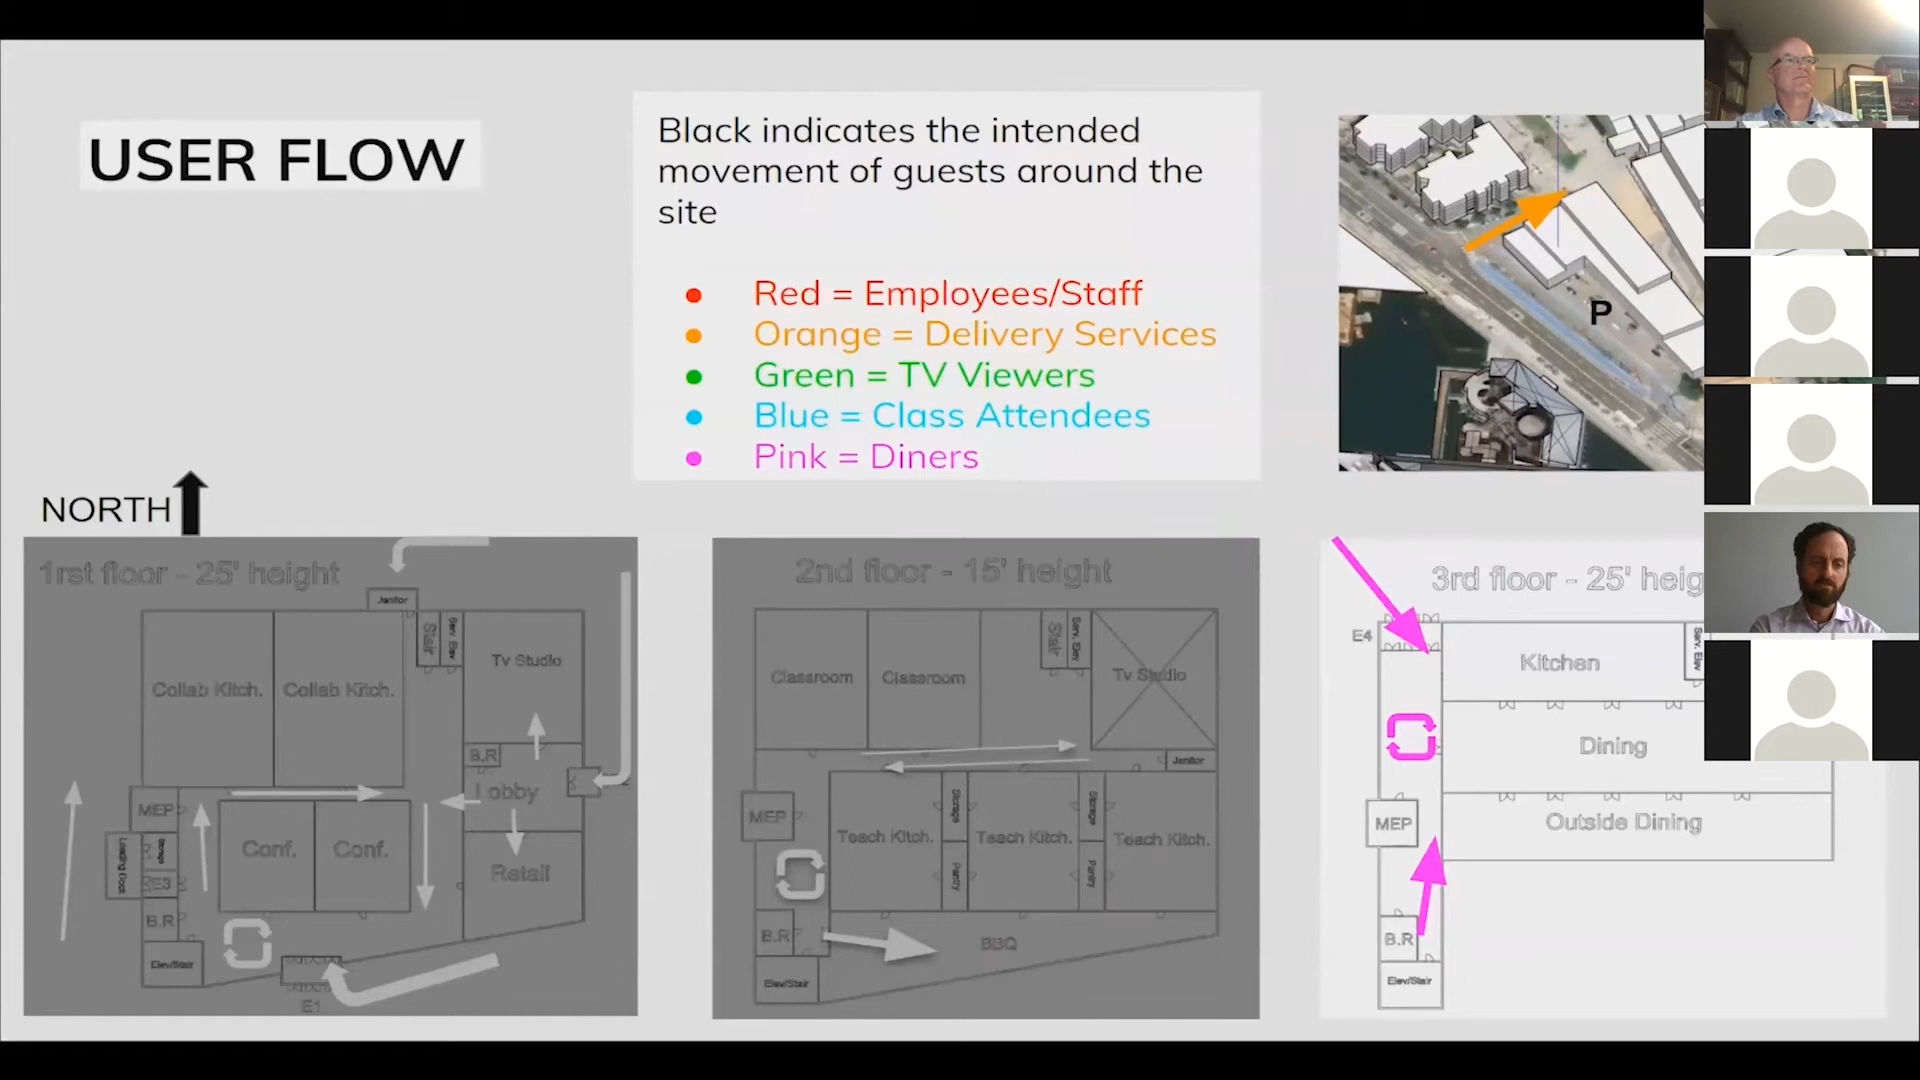 USER FLOW
Black indicates the intended
movement of guests around the
site
Red = Employees/Staff
Orange = Delivery Services
Green = TV Viewers
Blue = Class Attendees
Pink = Diners
P
NORTH
1rst floor - 25' height
Janitor
Stair
Serv. Elev
Tv Studio
Collab Kitch.
Collab Kitch.
B.R
Lobby
MEP
Conf.
Conf.
Loading Dock
Storage
E3
Retail
B.R
Elev/Stair
E1
2nd floor - 15' height
Classroom
Classroom
Stair
Serv. Elev
Tv Studio
Janitor
MEP
Teach Kitch.
Storage
Pantry
Teach Kitch.
Storage
Pantry
Teach Kitch.
B.R
BBQ
Elev/Stair
3rd floor - 25' heig
E4
Kitchen
Serv. Elev
Dining
MEP
Outside Dining
B.R
Elev/Stair